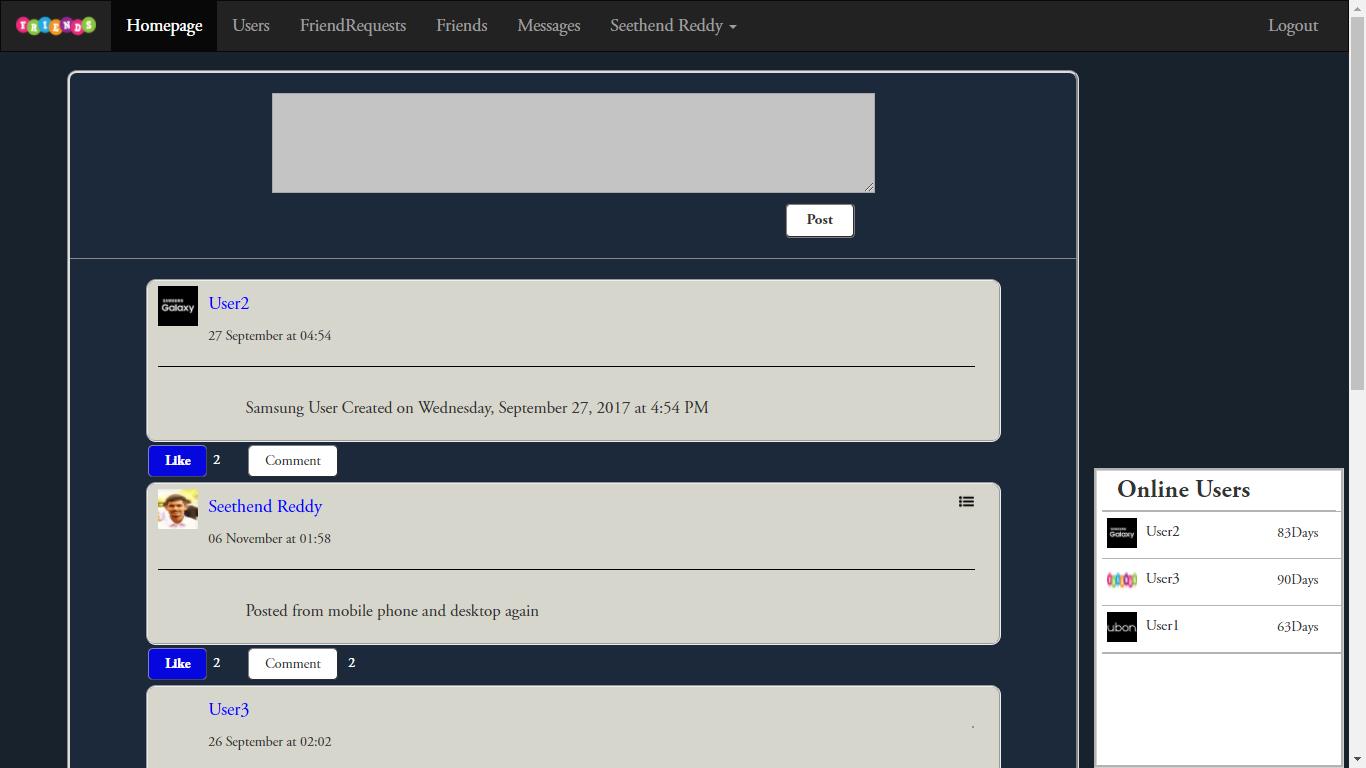 FRIENDS Homepage Users FriendRequests Friends Messages Seethend Reddy Logout
Post
SAMSUNG
Galaxy
User2
27 September at 04:54
Samsung User Created on Wednesday, September 27, 2017 at 4:54 PM
Like 2 Comment
Seethend Reddy
06 November at 01:58
Posted from mobile phone and desktop again
Like 2 Comment 2
User3
26 September at 02:02
Online Users
SAMSUNG
Galaxy
User2 83Days
User3 90Days
ubon User1 63Days